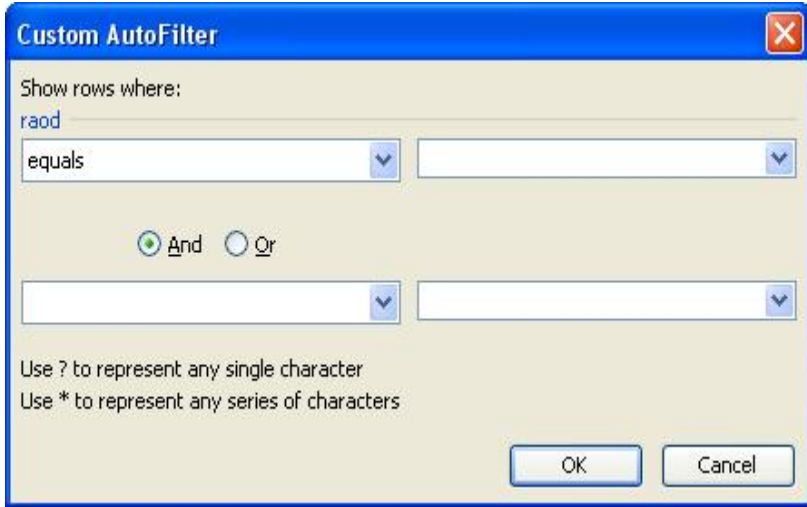 Custom AutoFilter
Show rows where:
raod
equals
And Or
Use ? to represent any single character
Use * to represent any series of characters
OK Cancel